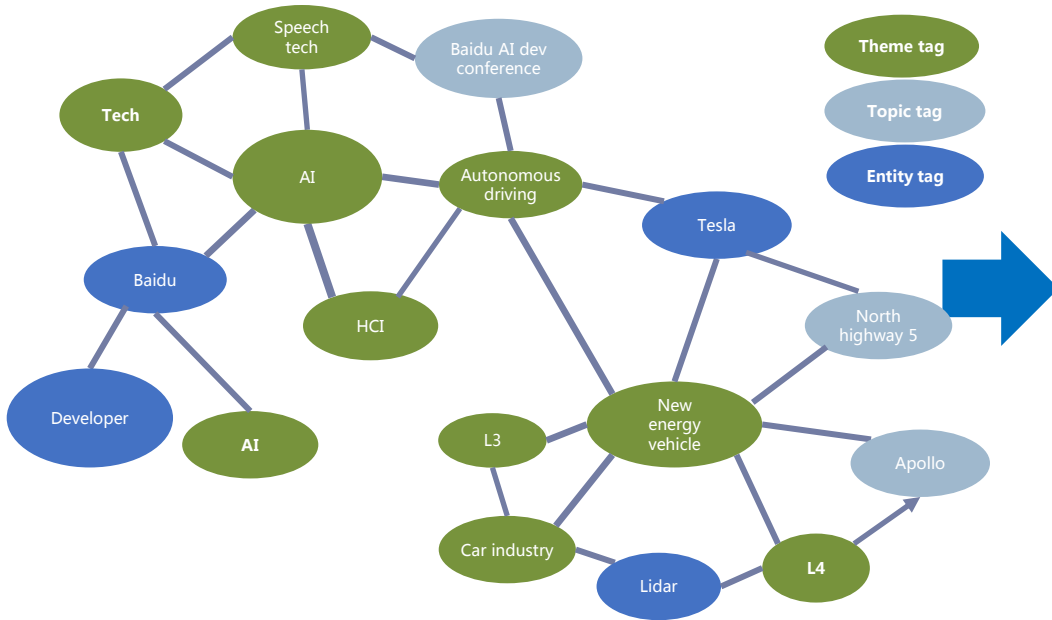 Speech
tech
Baidu AI dev
conference
Theme tag
Topic tag
Entity tag
Tech
AI
Autonomous
driving
Tesla
Baidu
HCI
North
highway 5
Developer
AI
L3
New
energy
vehicle
Apollo
Car industry
Lidar
L4